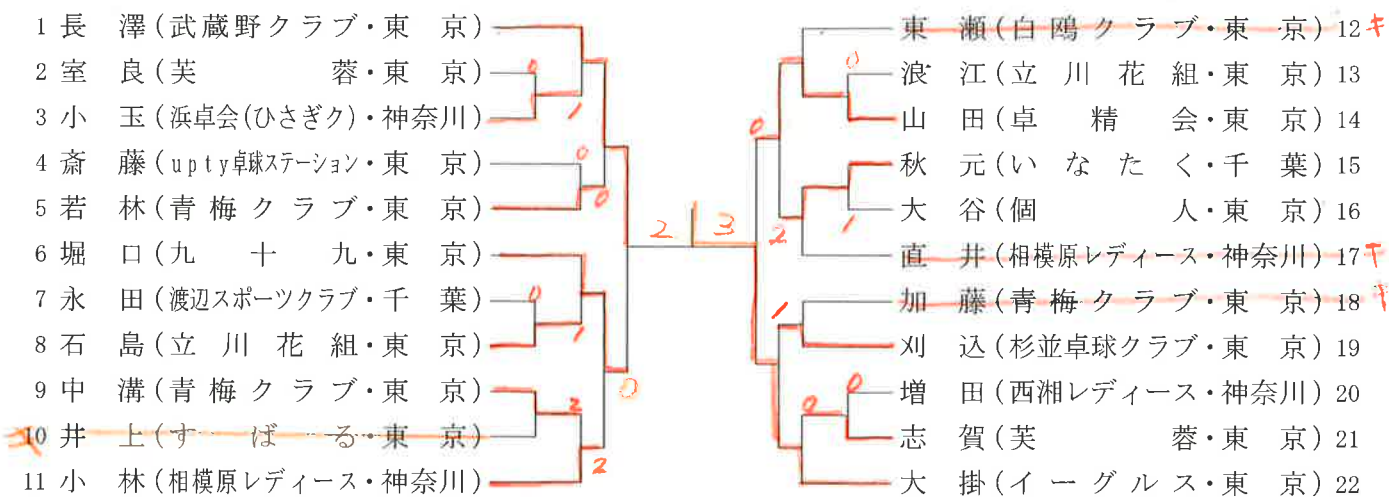 1 長 澤 (武蔵野クラブ・東 京)
2 室 良 (芙 蓉・東 京)
3 小 玉 (浜卓会(ひさぎク)・神奈川)
4 斎 藤 (upty卓球ステーション・東 京)
5 若 林 (青梅クラブ・東 京)
6 堀 口 (九 十 九・東 京)
7 永 田 (渡辺スポーツクラブ・千 葉)
8 石 島 (立 川 花 組・東 京)
9 中 溝 (青梅クラブ・東 京)
10 井 上 (す ば る・東 京)
11 小 林 (相模原レディース・神奈川)
0
1
0
0
0
1
2
2
0
2 3
東 瀬 (白鴎クラブ・東 京) 12 キ
浪 江 (立 川 花 組・東 京) 13
山 田 (卓 精 会・東 京) 14
秋 元 (い な た く・千 葉) 15
大 谷 (個 人・東 京) 16
直 井 (相模原レディース・神奈川) 17
加 藤 (青梅クラブ・東 京) 18
刈 込 (杉並卓球クラブ・東 京) 19
増 田 (西湘レディース・神奈川) 20
志 賀 (芙 蓉・東 京) 21
大 掛 (イーグルス・東 京) 22
0
0
1
2
1
0
0